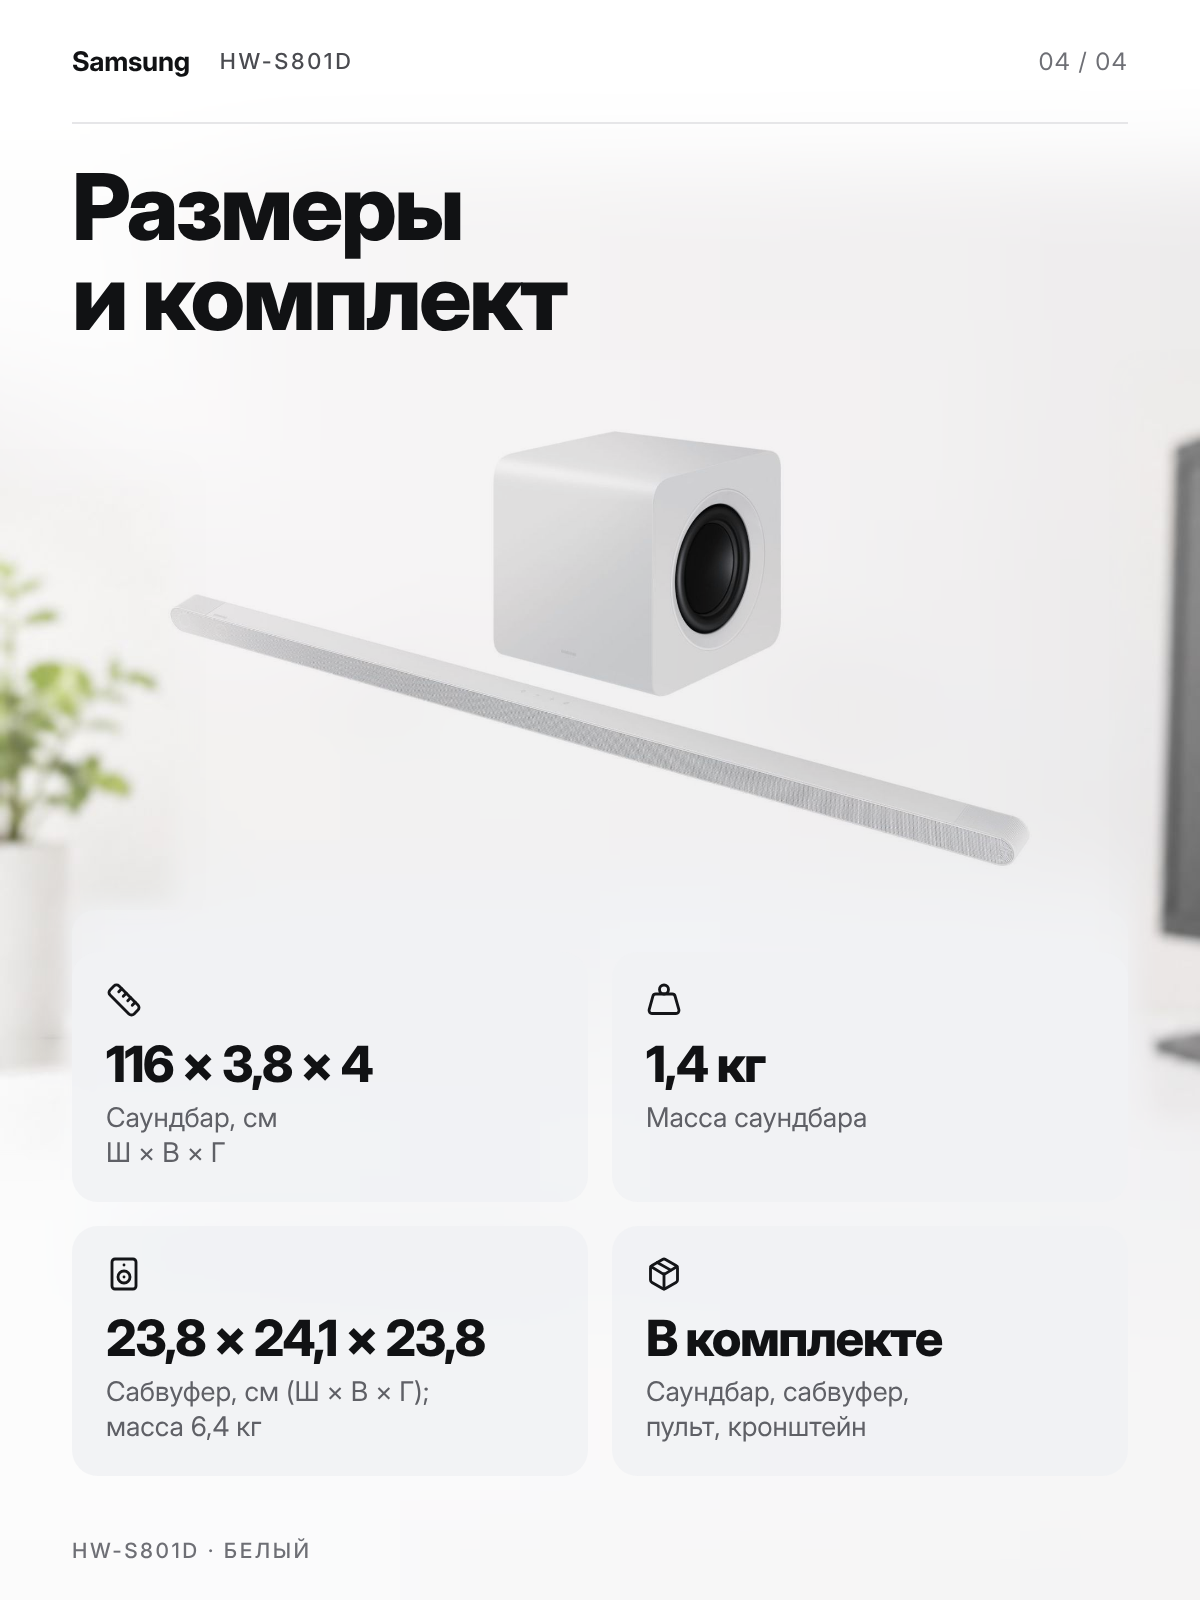 Samsung HW-S801D 04 / 04
Размеры
и комплект
116 × 3,8 × 4
Саундбар, см
Ш × В × Г
1,4 кг
Масса саундбара
23,8 × 24,1 × 23,8
Сабвуфер, см (Ш × В × Г);
масса 6,4 кг
В комплекте
Саундбар, сабвуфер,
пульт, кронштейн
HW-S801D · БЕЛЫЙ